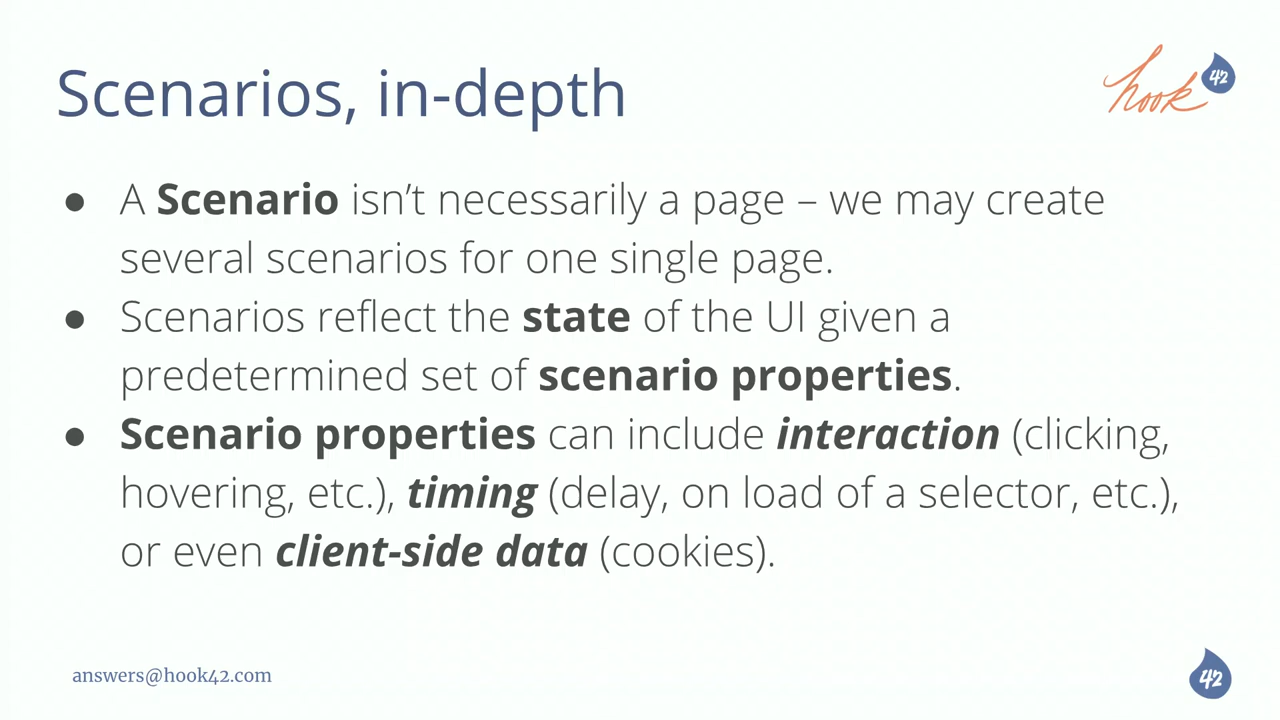 Scenarios, in-depth
hook 42
● A Scenario isn’t necessarily a page – we may create
several scenarios for one single page.
● Scenarios reflect the state of the UI given a
predetermined set of scenario properties.
● Scenario properties can include interaction (clicking,
hovering, etc.), timing (delay, on load of a selector, etc.),
or even client-side data (cookies).
answers@hook42.com
42